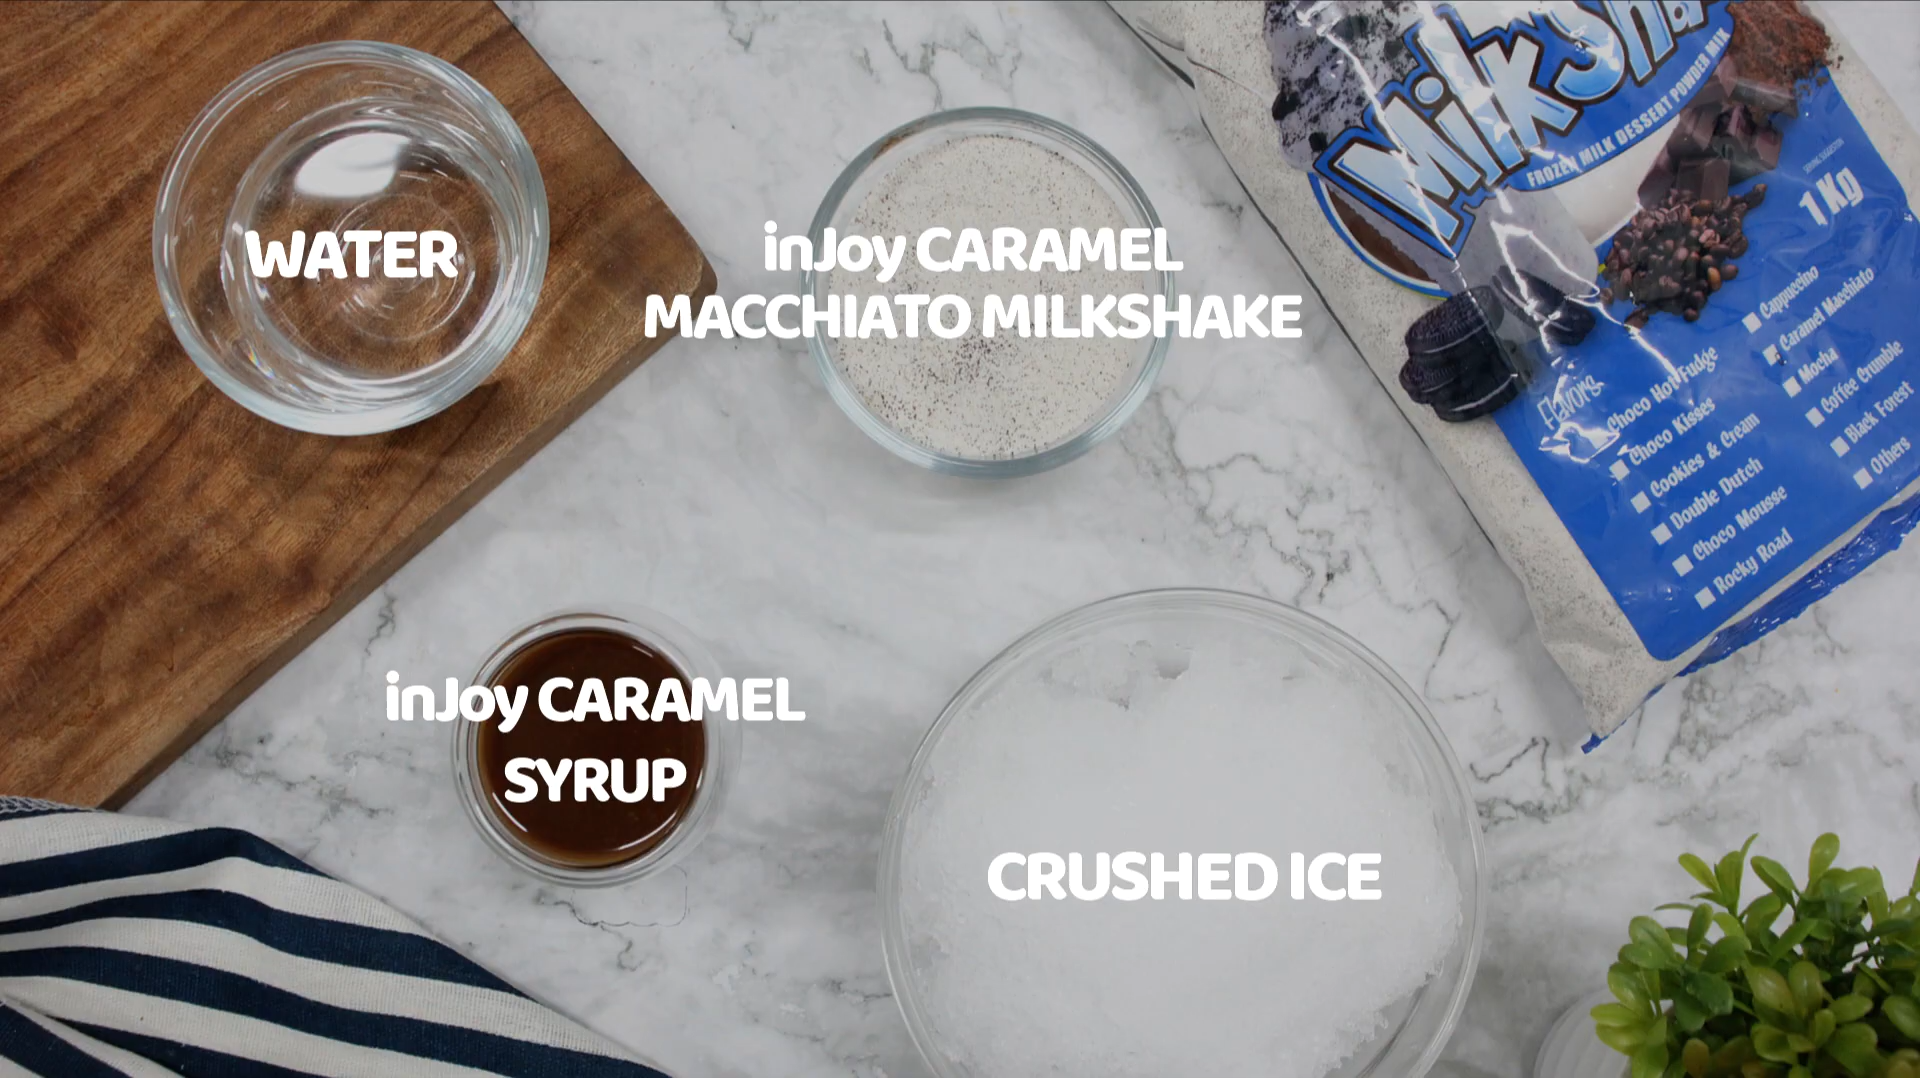 WATER
inJoy CARAMEL
MACCHIATO MILKSHAKE
inJoy CARAMEL
SYRUP
CRUSHED ICE
MilkSha
FROZEN MILK DESSERT POWDER MIX
SERVING SUGGESTION
1 Kg
Flavors
Choco Hot Fudge
Choco Kisses
Cookies & Cream
Double Dutch
Choco Mousse
Rocky Road
Cappuccino
Caramel Macchiato
Mocha
Coffee Crumble
Black Forest
Others